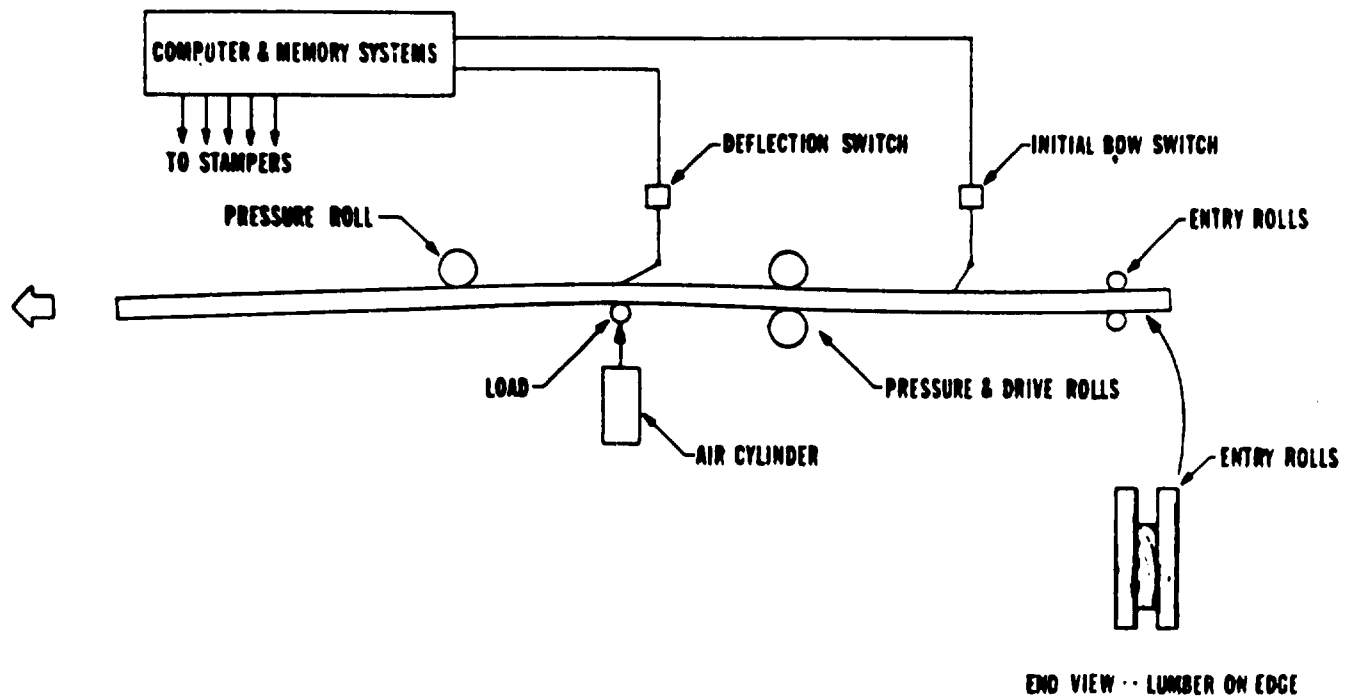 COMPUTER & MEMORY SYSTEMS
TO STAMPERS
DEFLECTION SWITCH
INITIAL BOW SWITCH
PRESSURE ROLL
ENTRY ROLLS
LOAD
PRESSURE & DRIVE ROLLS
AIR CYLINDER
ENTRY ROLLS
END VIEW -- LUMBER ON EDGE